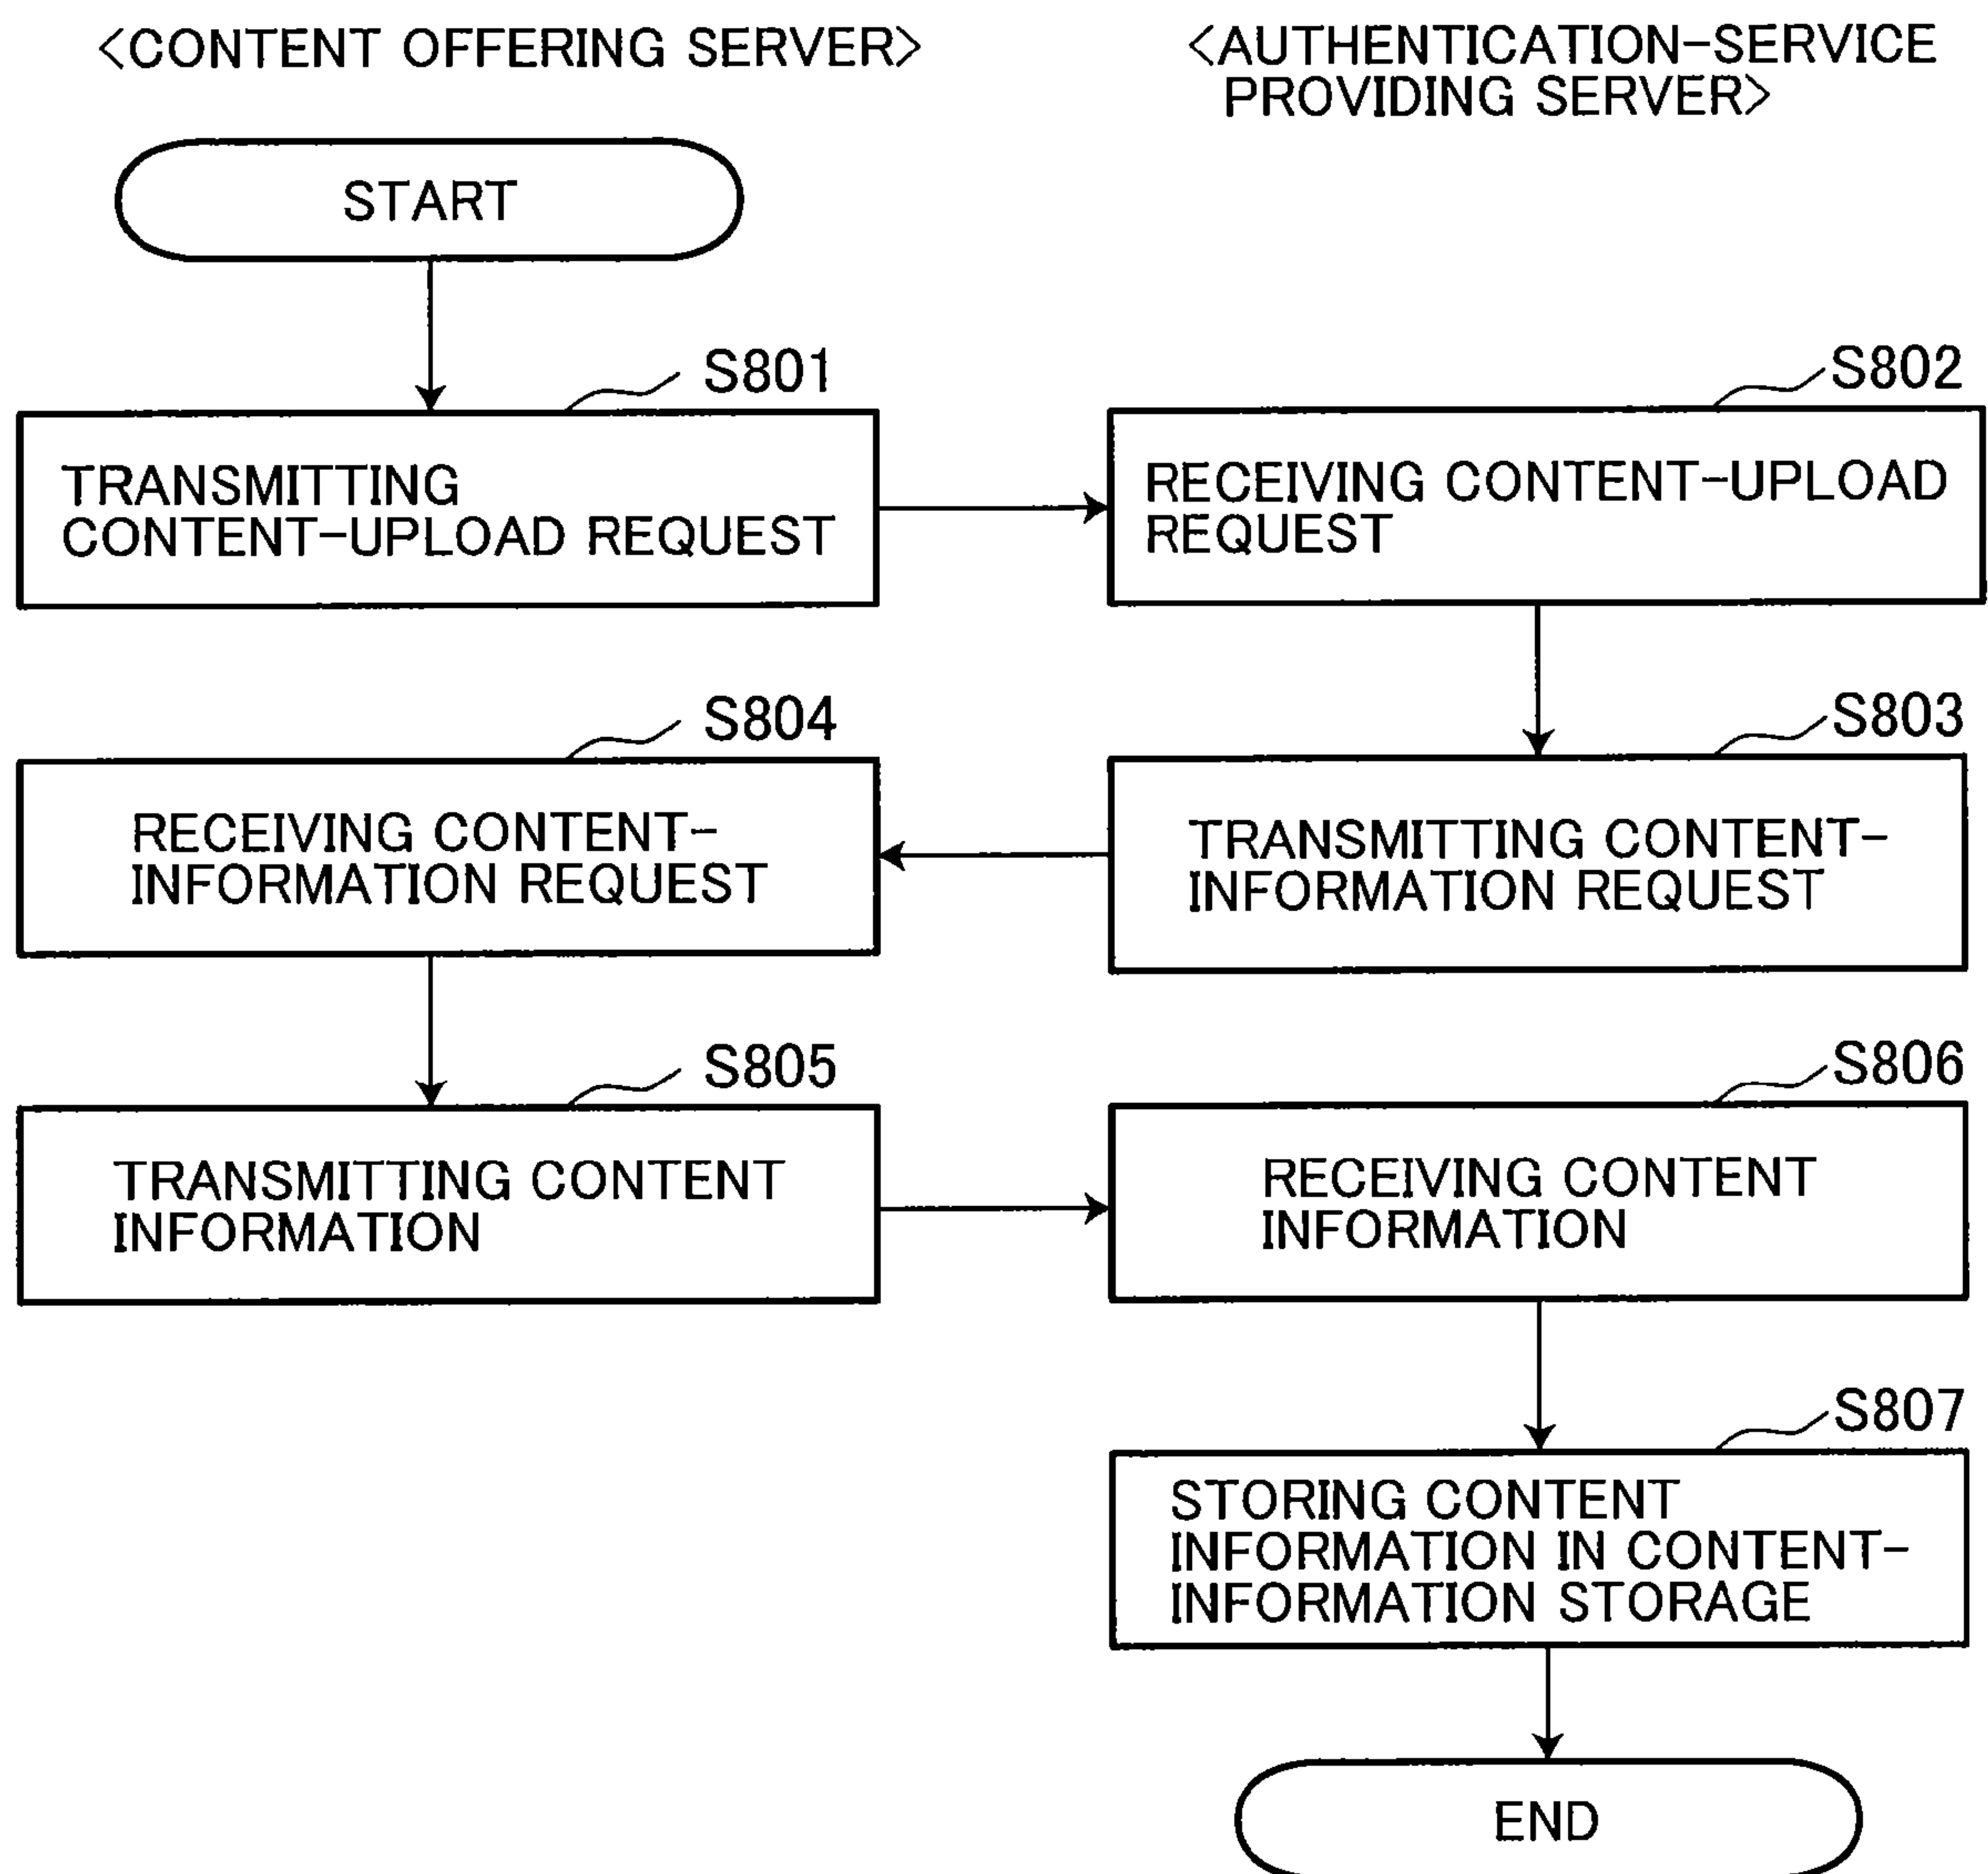 <CONTENT OFFERING SERVER>
<AUTHENTICATION-SERVICE
PROVIDING SERVER>
START
S801
TRANSMITTING
CONTENT-UPLOAD REQUEST
S802
RECEIVING CONTENT-UPLOAD
REQUEST
S804
RECEIVING CONTENT-
INFORMATION REQUEST
S803
TRANSMITTING CONTENT-
INFORMATION REQUEST
S805
TRANSMITTING CONTENT
INFORMATION
S806
RECEIVING CONTENT
INFORMATION
S807
STORING CONTENT
INFORMATION IN CONTENT-
INFORMATION STORAGE
END